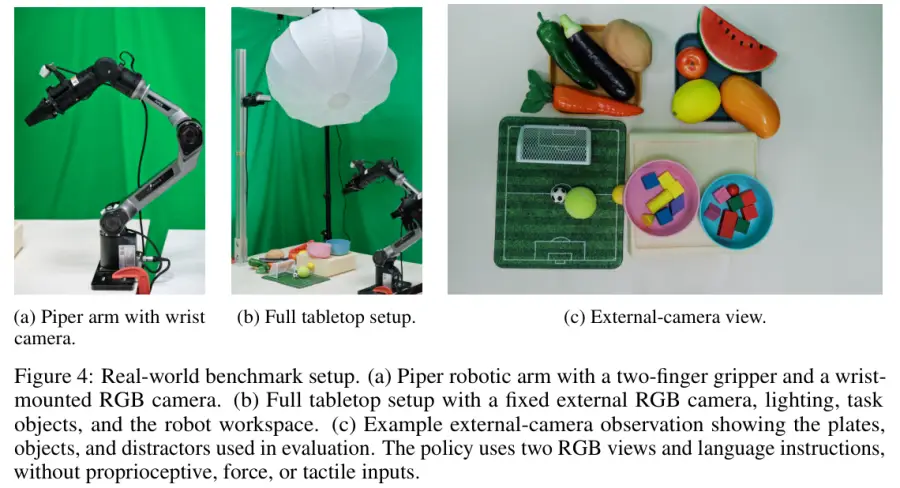 (a) Piper arm with wrist
camera.
(b) Full tabletop setup.
(c) External-camera view.
Figure 4: Real-world benchmark setup. (a) Piper robotic arm with a two-finger gripper and a wrist-
mounted RGB camera. (b) Full tabletop setup with a fixed external RGB camera, lighting, task
objects, and the robot workspace. (c) Example external-camera observation showing the plates,
objects, and distractors used in evaluation. The policy uses two RGB views and language instructions,
without proprioceptive, force, or tactile inputs.